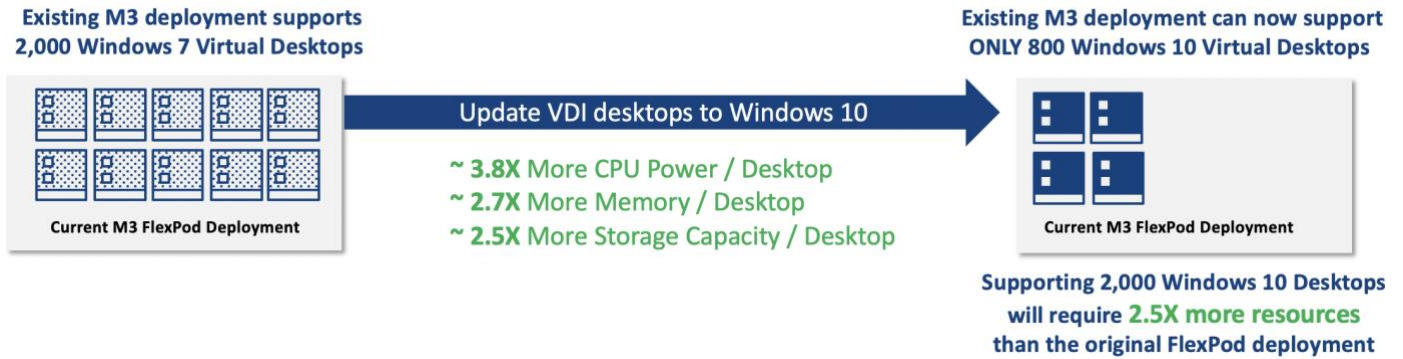 Existing M3 deployment supports
2,000 Windows 7 Virtual Desktops
Current M3 FlexPod Deployment
Update VDI desktops to Windows 10
~ 3.8X More CPU Power / Desktop
~ 2.7X More Memory / Desktop
~ 2.5X More Storage Capacity / Desktop
Existing M3 deployment can now support
ONLY 800 Windows 10 Virtual Desktops
Current M3 FlexPod Deployment
Supporting 2,000 Windows 10 Desktops
will require 2.5X more resources
than the original FlexPod deployment